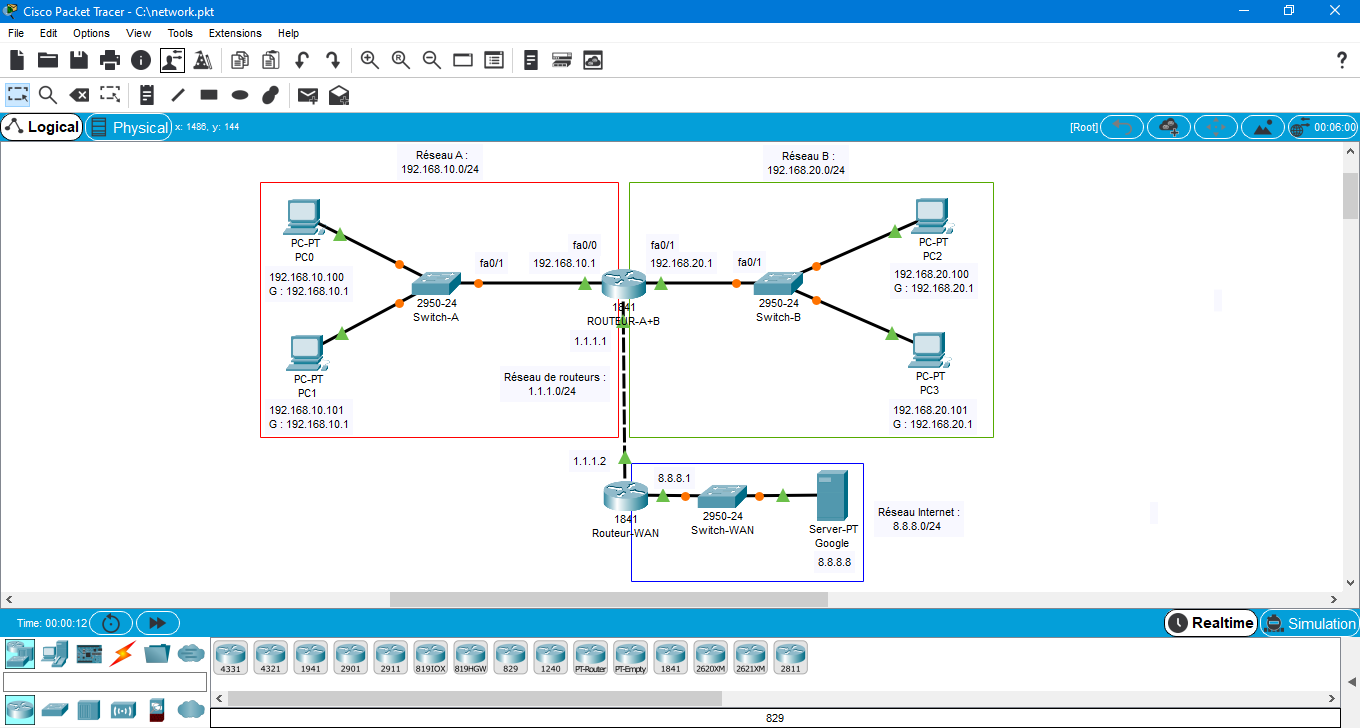 Cisco Packet Tracer - C:\network.pkt
File Edit Options View Tools Extensions Help
?
Logical Physical x: 1486, y: 144 [Root] 00:06:00
Réseau A :
192.168.10.0/24
Réseau B :
192.168.20.0/24
PC-PT
PC0
192.168.10.100
G : 192.168.10.1
fa0/1
2950-24
Switch-A
PC-PT
PC1
192.168.10.101
G : 192.168.10.1
fa0/0
192.168.10.1
fa0/1
192.168.20.1
1841
ROUTEUR-A+B
fa0/1
2950-24
Switch-B
PC-PT
PC2
192.168.20.100
G : 192.168.20.1
PC-PT
PC3
192.168.20.101
G : 192.168.20.1
1.1.1.1
Réseau de routeurs :
1.1.1.0/24
1.1.1.2
1841
Routeur-WAN
8.8.8.1
2950-24
Switch-WAN
Server-PT
Google
8.8.8.8
Réseau Internet :
8.8.8.0/24
Time: 00:00:12 Realtime Simulation
4331 4321 1941 2901 2911 819IOX 819HGW 829 1240 PT-Router PT-Empty 1841 2620XM 2621XM 2811
829